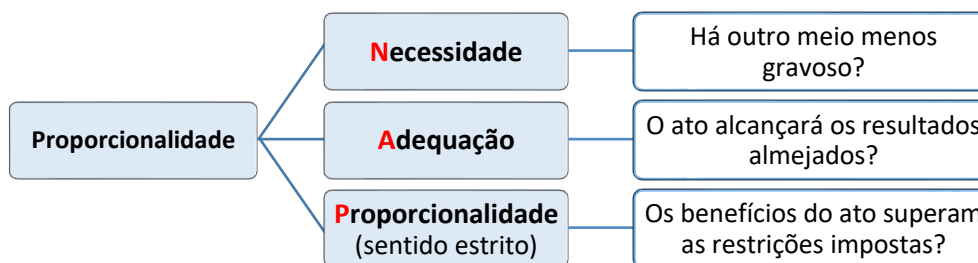 Proporcionalidade
Necessidade
Há outro meio menos
gravoso?
Adequação
O ato alcançará os resultados
almejados?
Proporcionalidade
(sentido estrito)
Os benefícios do ato superam
as restrições impostas?